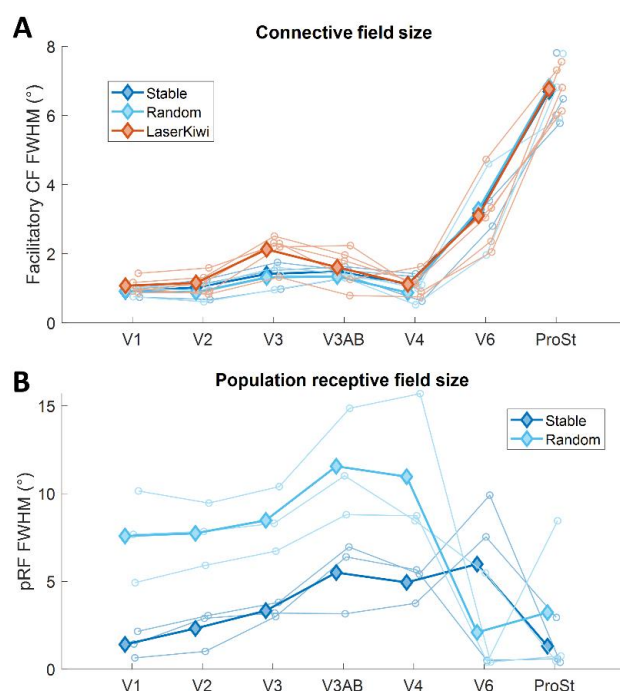 A
Connective field size
Facilitatory CF FWHM (°)
8
6
4
2
0
Stable
Random
LaserKiwi
V1 V2 V3 V3AB V4 V6 ProSt
B
Population receptive field size
pRF FWHM (°)
15
10
5
0
Stable
Random
V1 V2 V3 V3AB V4 V6 ProSt